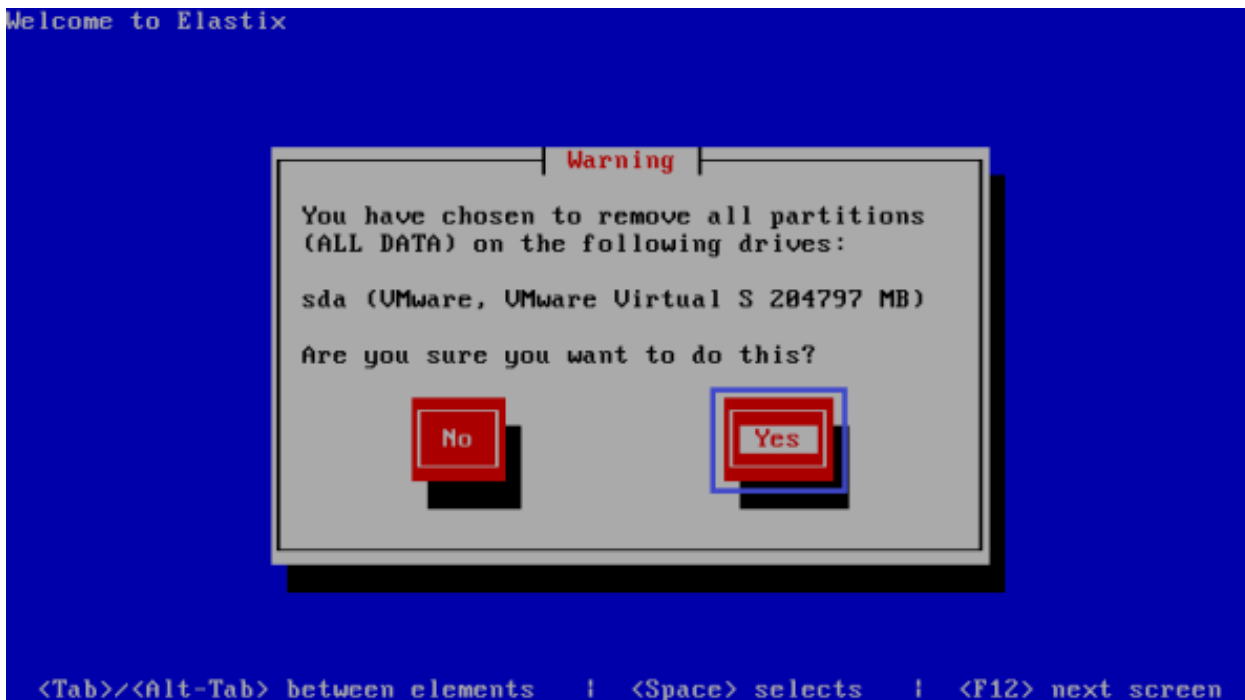 Welcome to Elastix
Warning
You have chosen to remove all partitions
(ALL DATA) on the following drives:
sda (VMware, VMware Virtual S 204797 MB)
Are you sure you want to do this?
No Yes
<Tab>/<Alt-Tab> between elements | <Space> selects | <F12> next screen